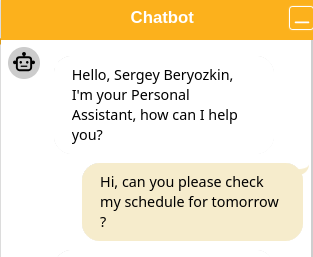 Chatbot
Hello, Sergey Beryozkin,
I'm your Personal
Assistant, how can I help
you?
Hi, can you please check
my schedule for tomorrow
?